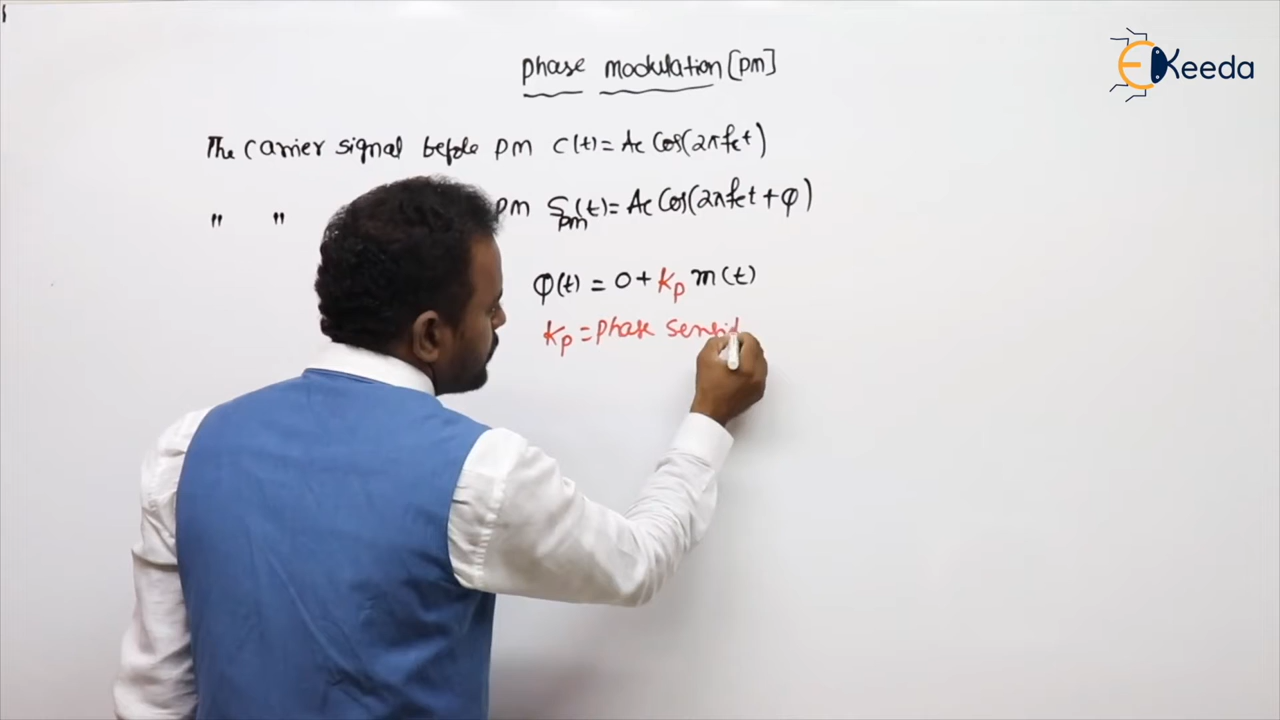 EKeeda
Phase modulation [pm]
The carrier signal before pm c(t)= Ac Cos(2πfct)
" " pm Spm(t)= Ac Cos(2πfct + φ)
φ(t) = 0 + kp m(t)
kp = phase sensi